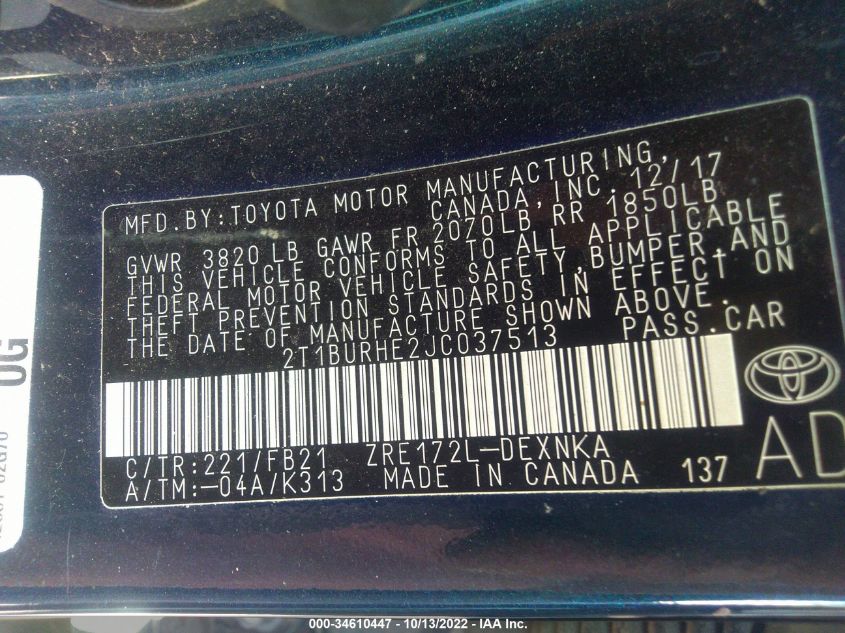 MFD.BY:TOYOTA MOTOR MANUFACTURING,
CANADA,INC. 12/17
GVWR 3820 LB GAWR FR 2070LB RR 1850LB
THIS VEHICLE CONFORMS TO ALL APPLICABLE
FEDERAL MOTOR VEHICLE SAFETY,BUMPER,AND
THEFT PREVENTION STANDARDS IN EFFECT ON
THE DATE OF MANUFACTURE SHOWN ABOVE.
2T1BURHE2JC037513 PASS.CAR
C/TR:221/FB21 ZRE172L-DEXNKA
A/TM:-04A/K313 MADE IN CANADA 137
AD
0G
02G70
000-34610447 - 10/13/2022 - IAA Inc.